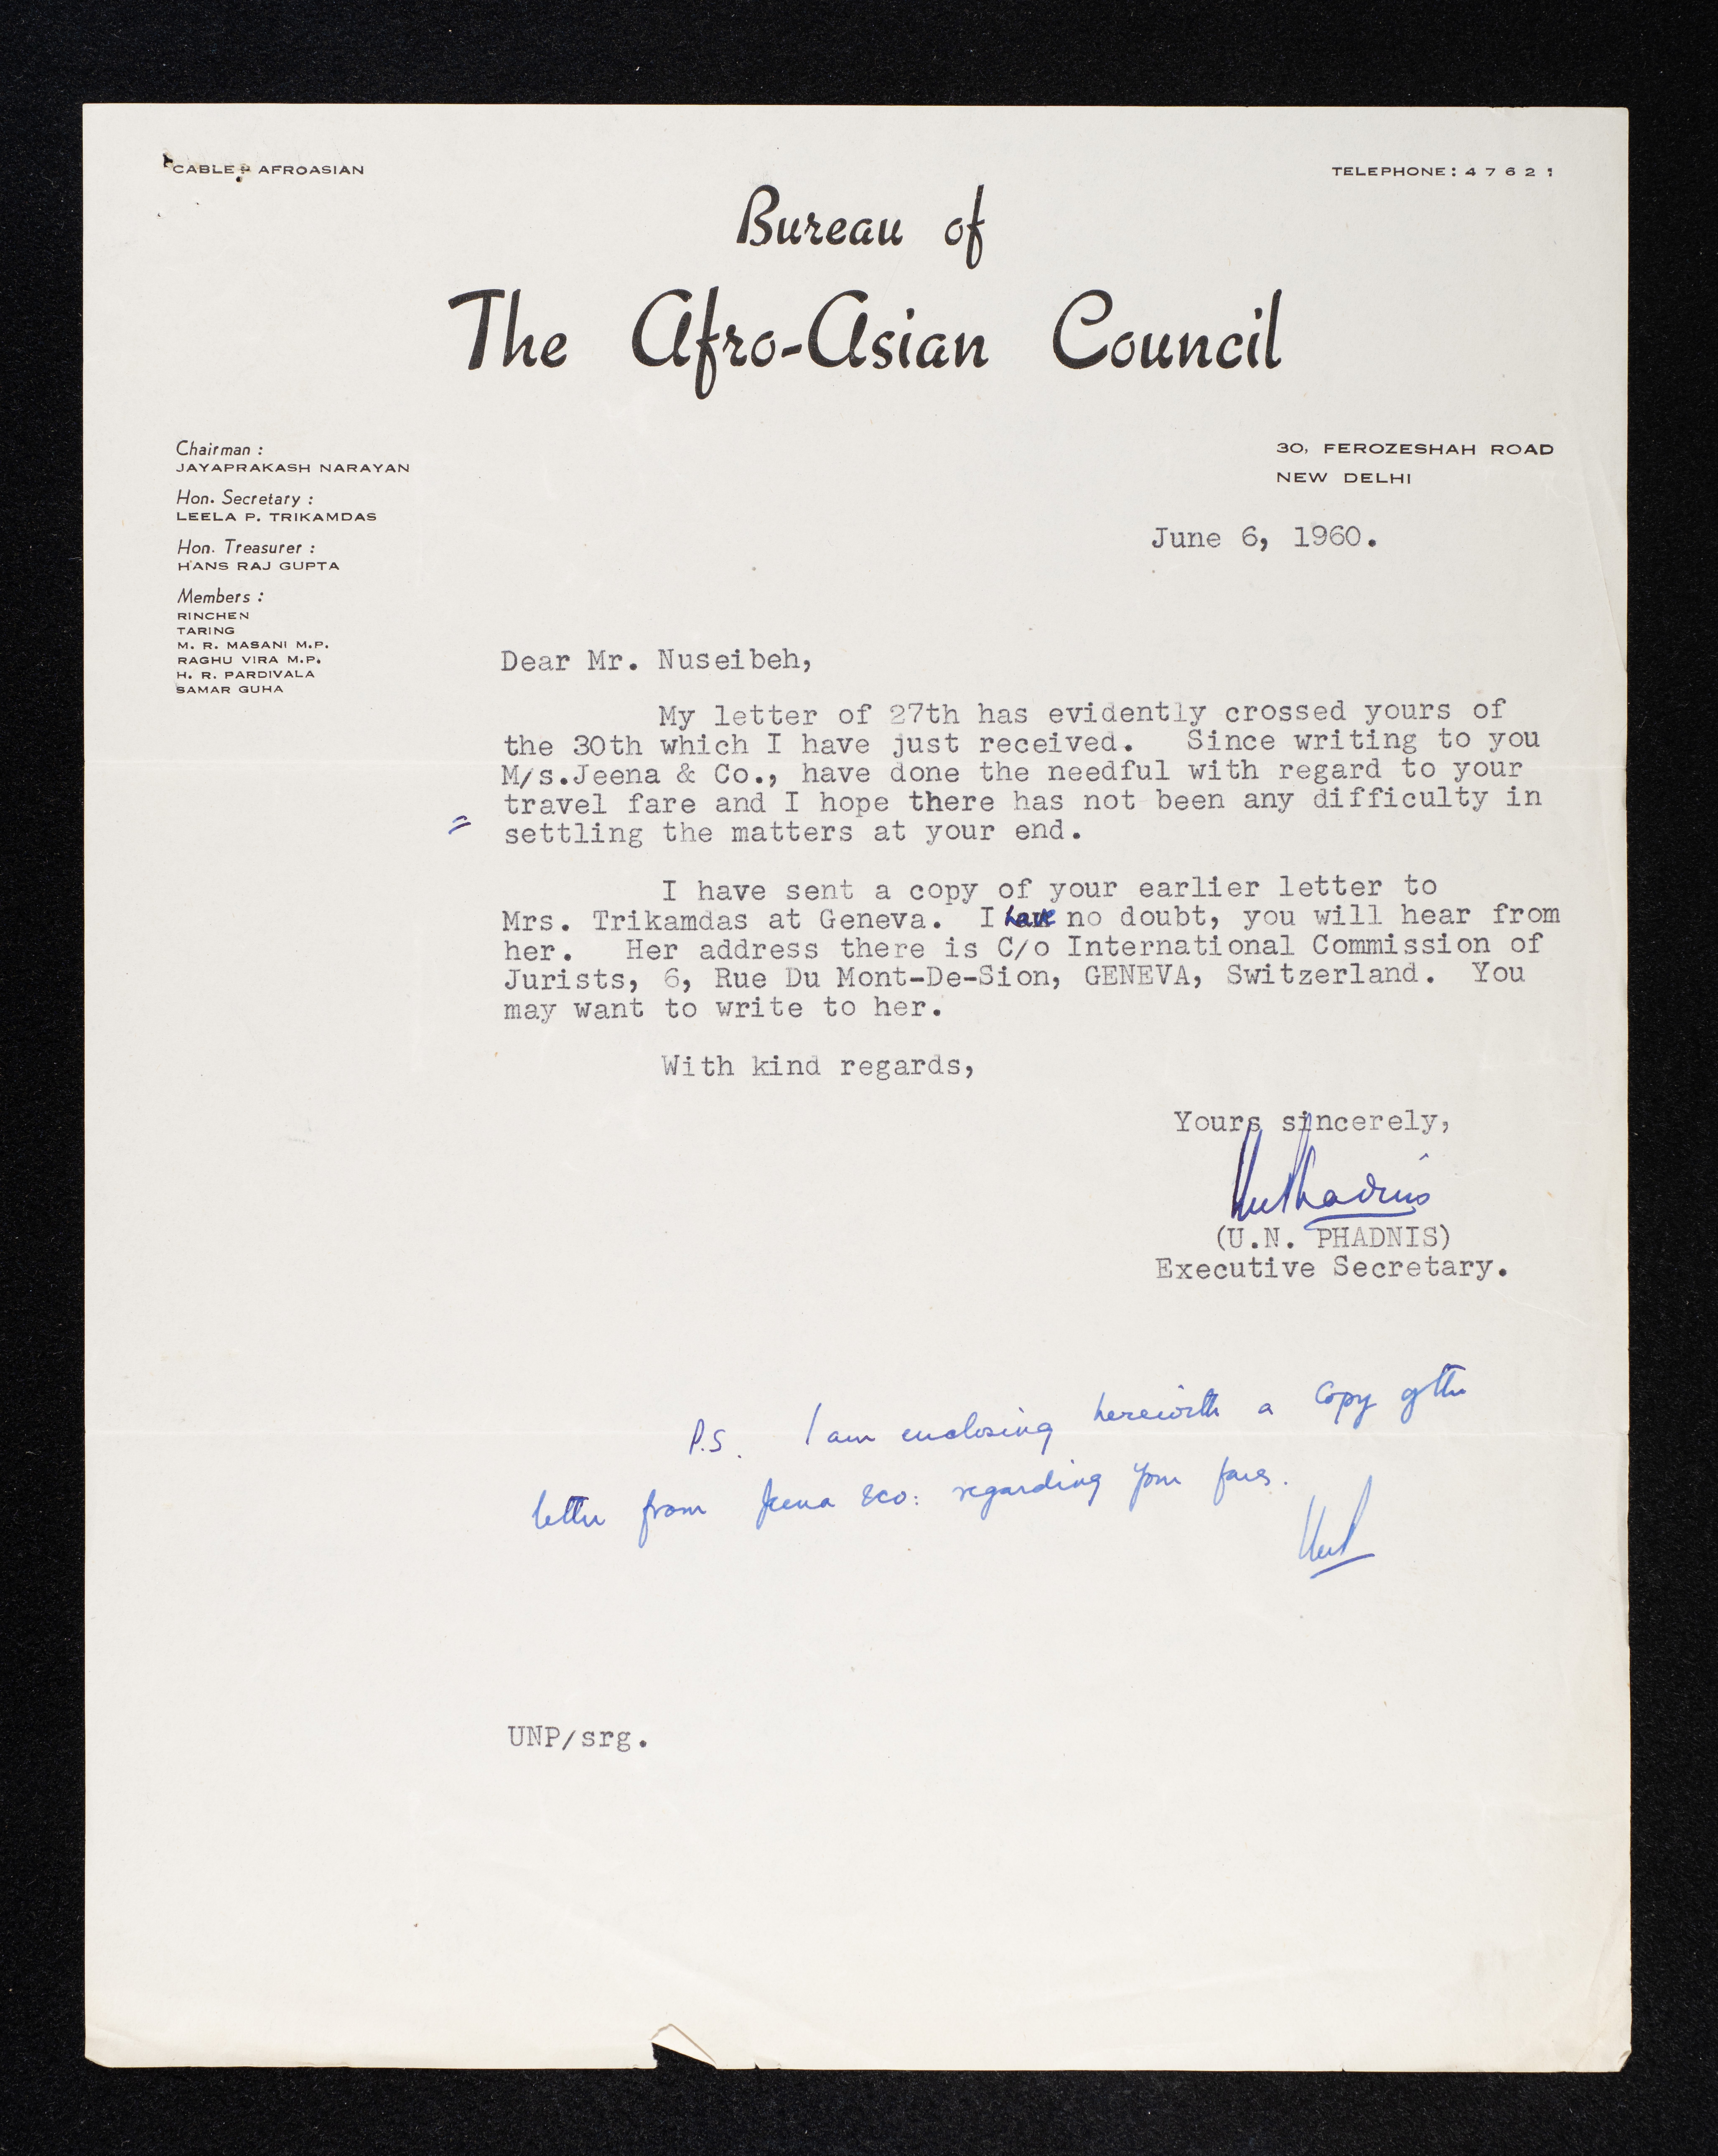 CABLE : AFROASIAN
TELEPHONE : 4 7 6 2 1
Bureau of
The Afro-Asian Council
Chairman :
JAYAPRAKASH NARAYAN
Hon. Secretary :
LEELA P. TRIKAMDAS
Hon. Treasurer :
HANS RAJ GUPTA
Members :
RINCHEN
TARING
M. R. MASANI M.P.
RAGHU VIRA M.P.
H. R. PARDIVALA
SAMAR GUHA
30, FEROZESHAH ROAD
NEW DELHI
June 6, 1960.
Dear Mr. Nuseibeh,
My letter of 27th has evidently crossed yours of
the 30th which I have just received. Since writing to you
M/s.Jeena & Co., have done the needful with regard to your
travel fare and I hope there has not been any difficulty in
settling the matters at your end.
I have sent a copy of your earlier letter to
Mrs. Trikamdas at Geneva. I have no doubt, you will hear from
her. Her address there is C/o International Commission of
Jurists, 6, Rue Du Mont-De-Sion, GENEVA, Switzerland. You
may want to write to her.
With kind regards,
Yours sincerely,
UNPhadnis
(U.N. PHADNIS)
Executive Secretary.
P.S. I am enclosing herewith a copy of the
letter from Jeena & Co: regarding your fares.
UNP
UNP/srg.